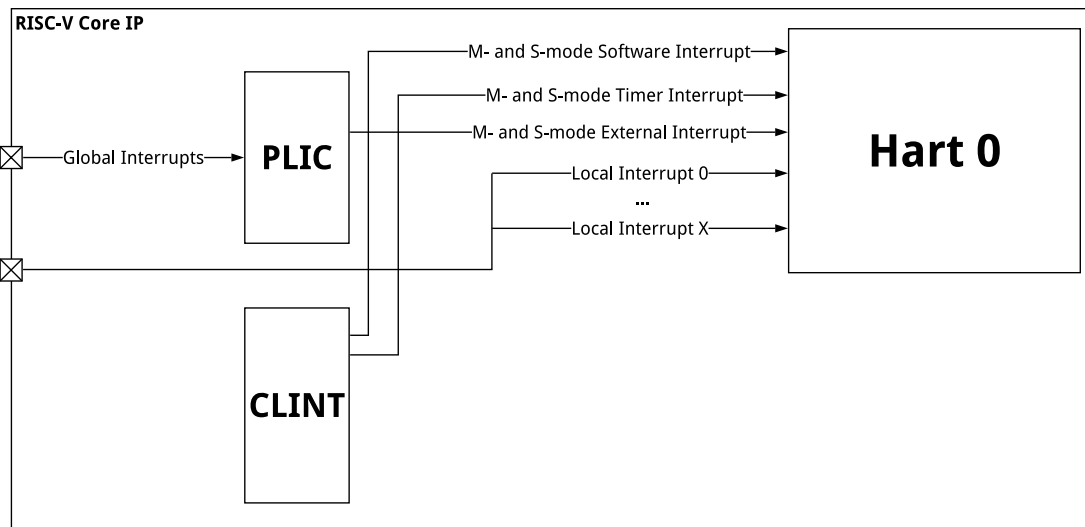 RISC-V Core IP
M- and S-mode Software Interrupt
M- and S-mode Timer Interrupt
M- and S-mode External Interrupt
Hart 0
Global Interrupts
PLIC
Local Interrupt 0
...
Local Interrupt X
CLINT